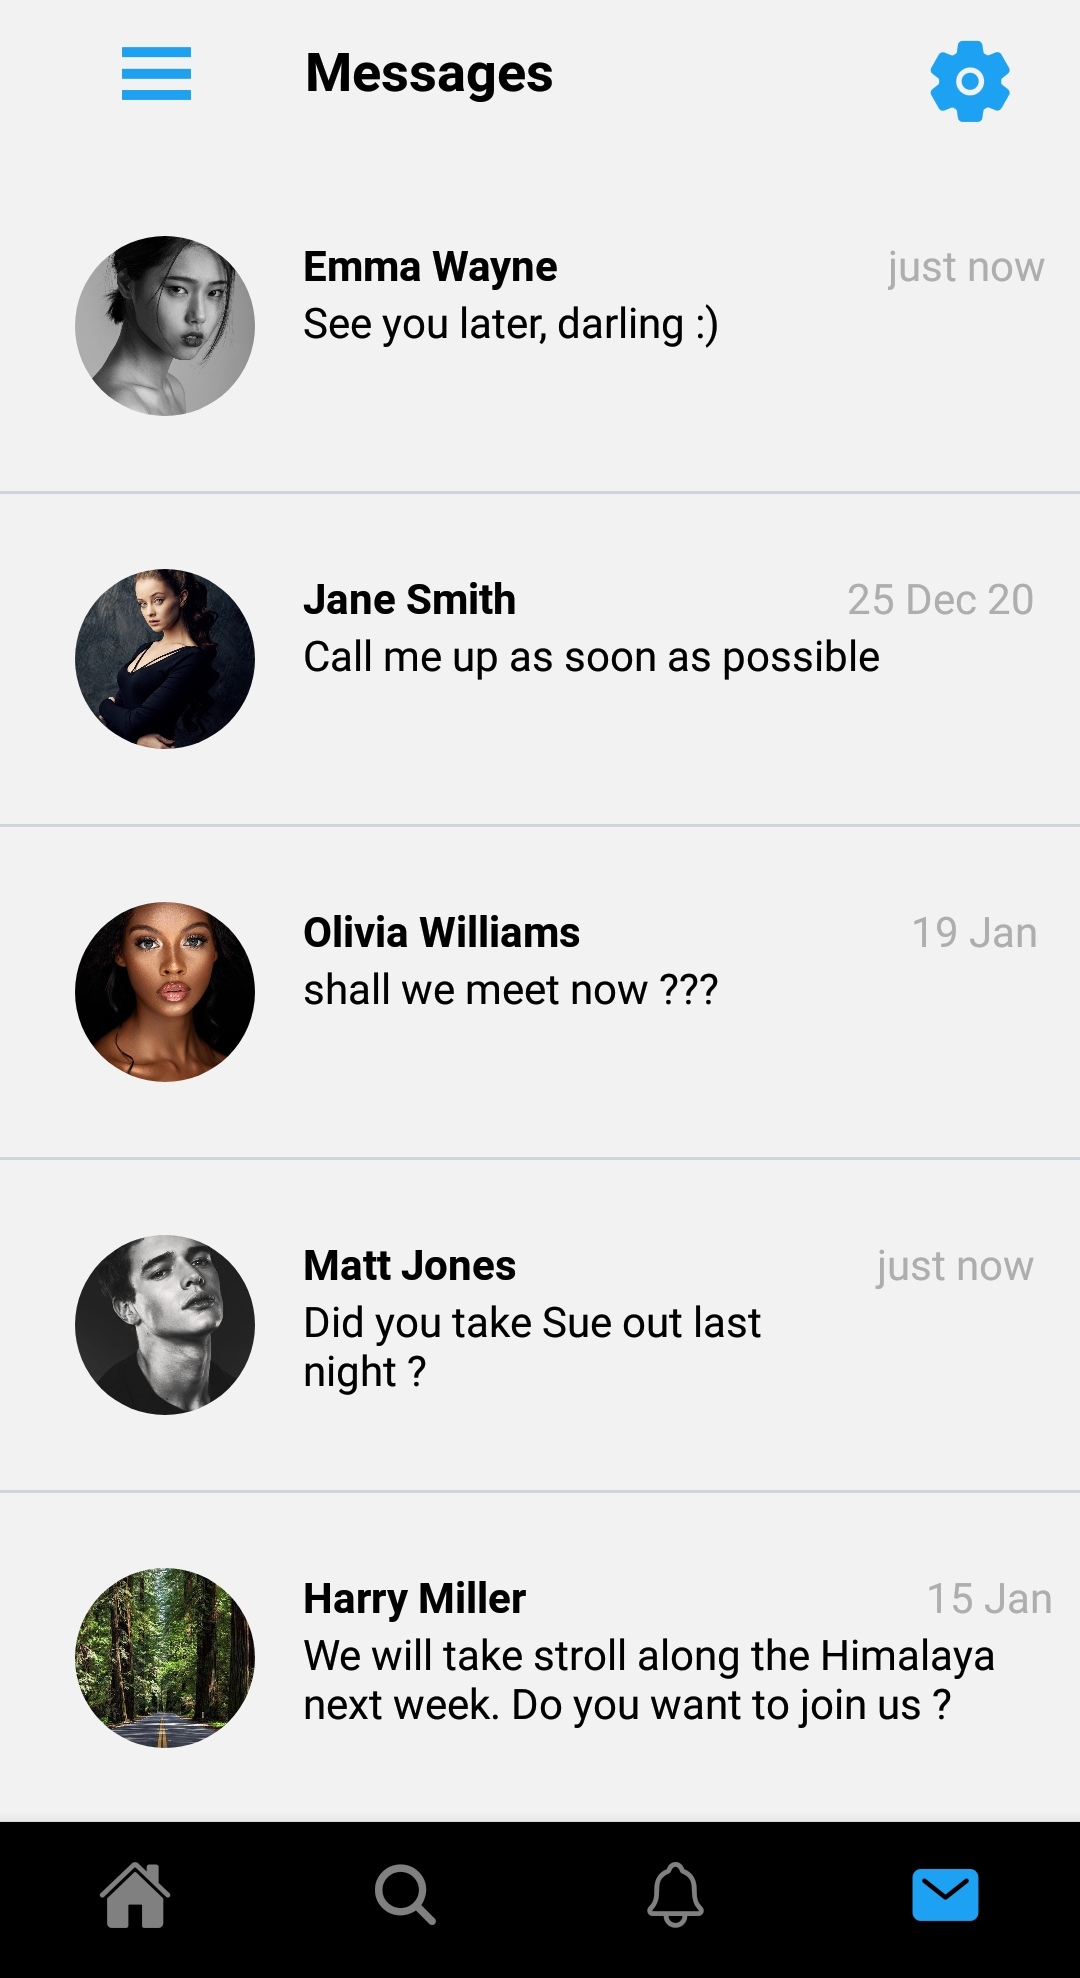 Messages
Emma Wayne just now
See you later, darling :)
Jane Smith 25 Dec 20
Call me up as soon as possible
Olivia Williams 19 Jan
shall we meet now ???
Matt Jones just now
Did you take Sue out last
night ?
Harry Miller 15 Jan
We will take stroll along the Himalaya
next week. Do you want to join us ?